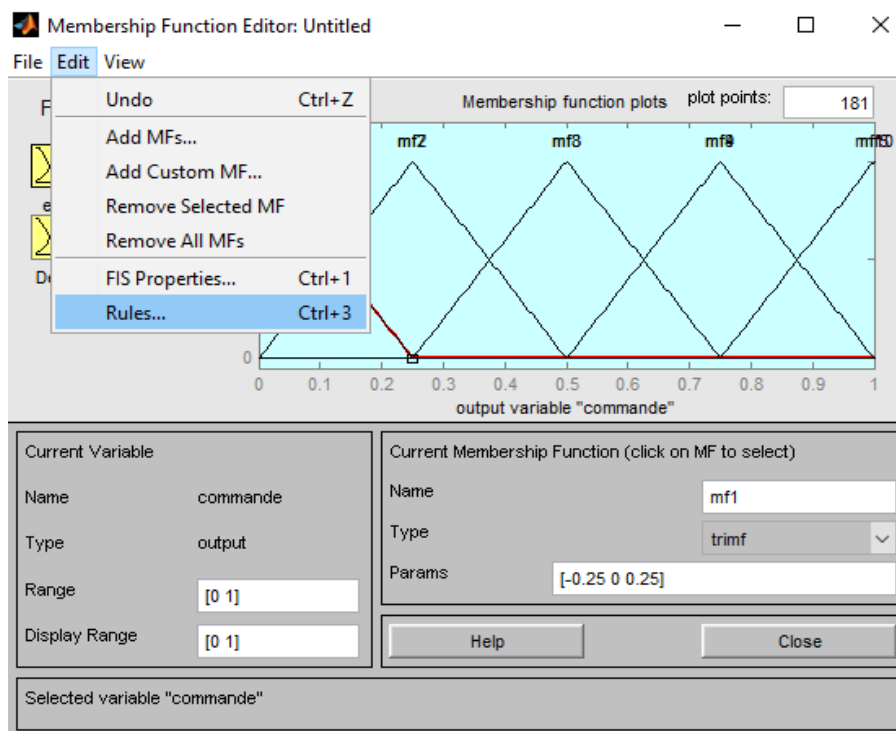 Membership Function Editor: Untitled
File Edit View
Undo Ctrl+Z
Add MFs...
Add Custom MF...
Remove Selected MF
Remove All MFs
FIS Properties... Ctrl+1
Rules... Ctrl+3
F
e
De
Membership function plots plot points: 181
mf3
0
0 0.1 0.2 0.3 0.4 0.5 0.6 0.7 0.8 0.9 1
output variable "commande"
Current Variable
Name commande
Type output
Range [0 1]
Display Range [0 1]
Current Membership Function (click on MF to select)
Name mf1
Type trimf
Params [-0.25 0 0.25]
Help Close
Selected variable "commande"